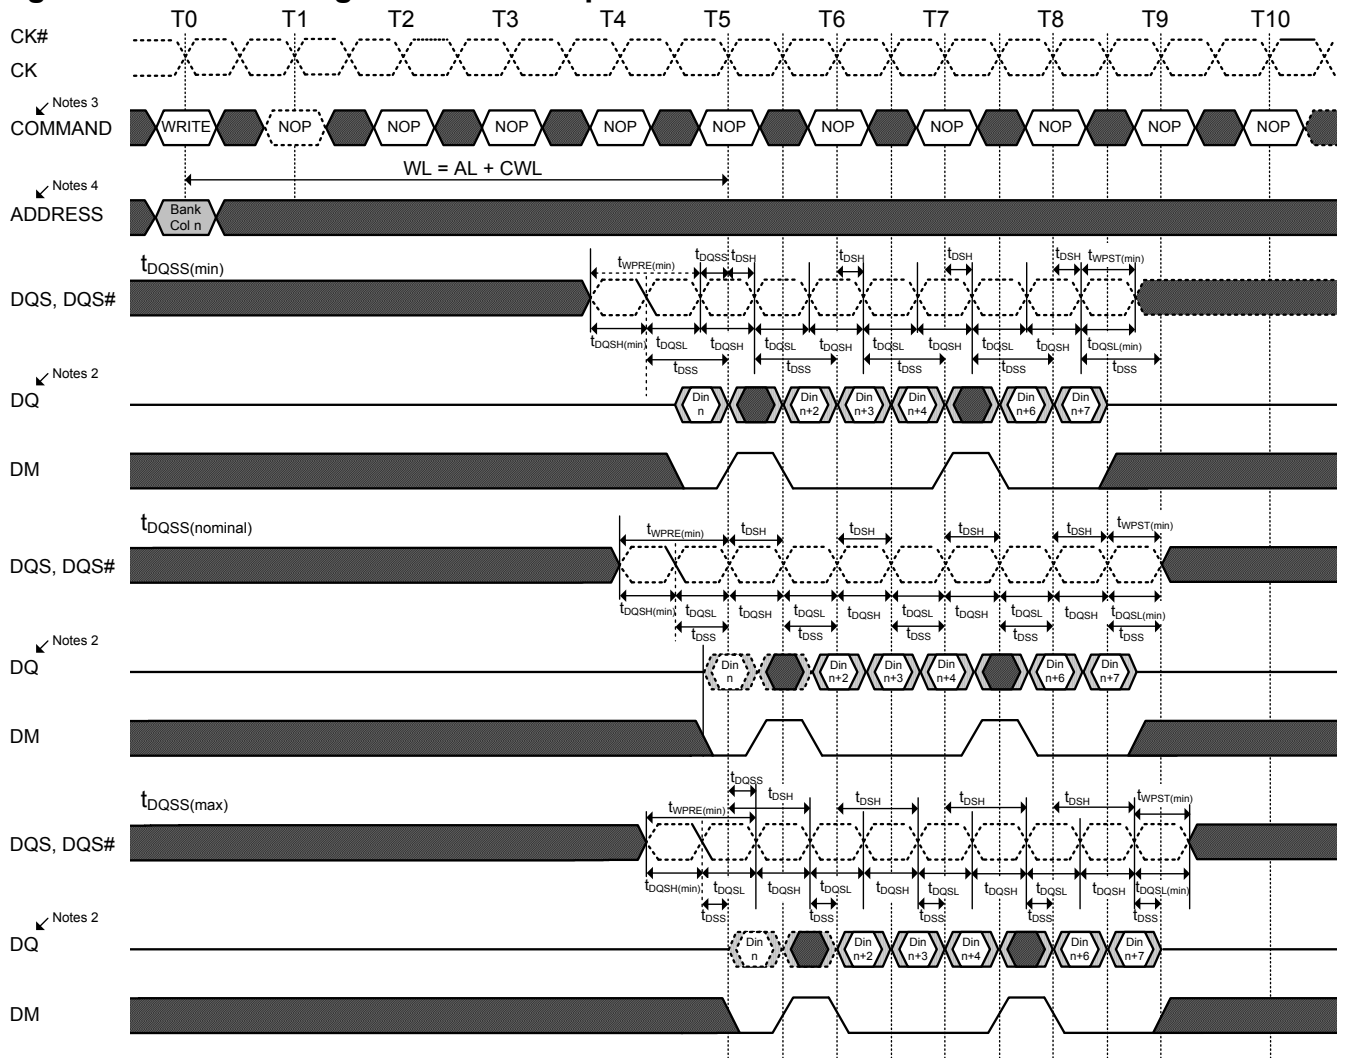 T0 T1 T2 T3 T4 T5 T6 T7 T8 T9 T10
CK#
CK
Notes 3
COMMAND WRITE NOP NOP NOP NOP NOP NOP NOP NOP NOP NOP
WL = AL + CWL
Notes 4
ADDRESS Bank Col n
tDQSS(min) tWPRE(min) tDQSS tDSH tDSH tDSH tDSH tWPST(min)
DQS, DQS#
tDQSH(min) tDQSL tDQSH tDQSL tDQSH tDQSL tDQSH tDQSL tDQSH tDQSL(min)
tDSS tDSS tDSS tDSS tDSS
Notes 2
DQ Din n Din n+2 Din n+3 Din n+4 Din n+6 Din n+7
DM
tDQSS(nominal) tWPRE(min) tDSH tDSH tDSH tDSH tWPST(min)
DQS, DQS#
tDQSH(min) tDQSL tDQSH tDQSL tDQSH tDQSL tDQSH tDQSL tDQSH tDQSL(min)
tDSS tDSS tDSS tDSS tDSS
Notes 2
DQ Din n Din n+2 Din n+3 Din n+4 Din n+6 Din n+7
DM
tDQSS
tDQSS(max) tWPRE(min) tDSH tDSH tDSH tDSH tWPST(min)
DQS, DQS#
tDQSH(min) tDQSL tDQSH tDQSL tDQSH tDQSL tDQSH tDQSL tDQSH tDQSL(min)
tDSS tDSS tDSS tDSS tDSS
Notes 2
DQ Din n Din n+2 Din n+3 Din n+4 Din n+6 Din n+7
DM